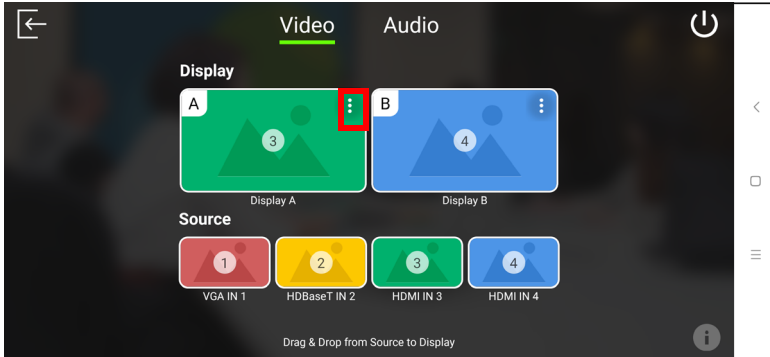 Video Audio
Display
A B
3 4
Display A Display B
Source
1 2 3 4
VGA IN 1 HDBaseT IN 2 HDMI IN 3 HDMI IN 4
Drag & Drop from Source to Display
i